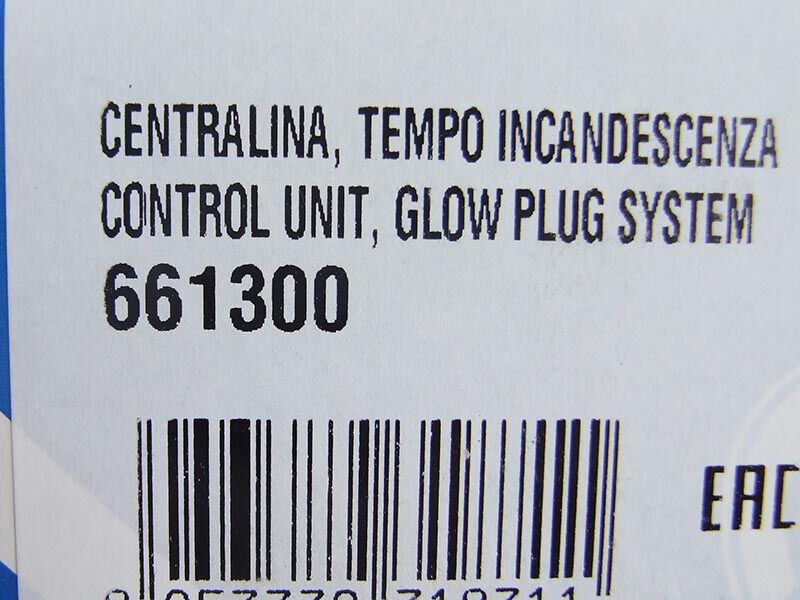 CENTRALINA, TEMPO INCANDESCENZA
CONTROL UNIT, GLOW PLUG SYSTEM
661300
EAC